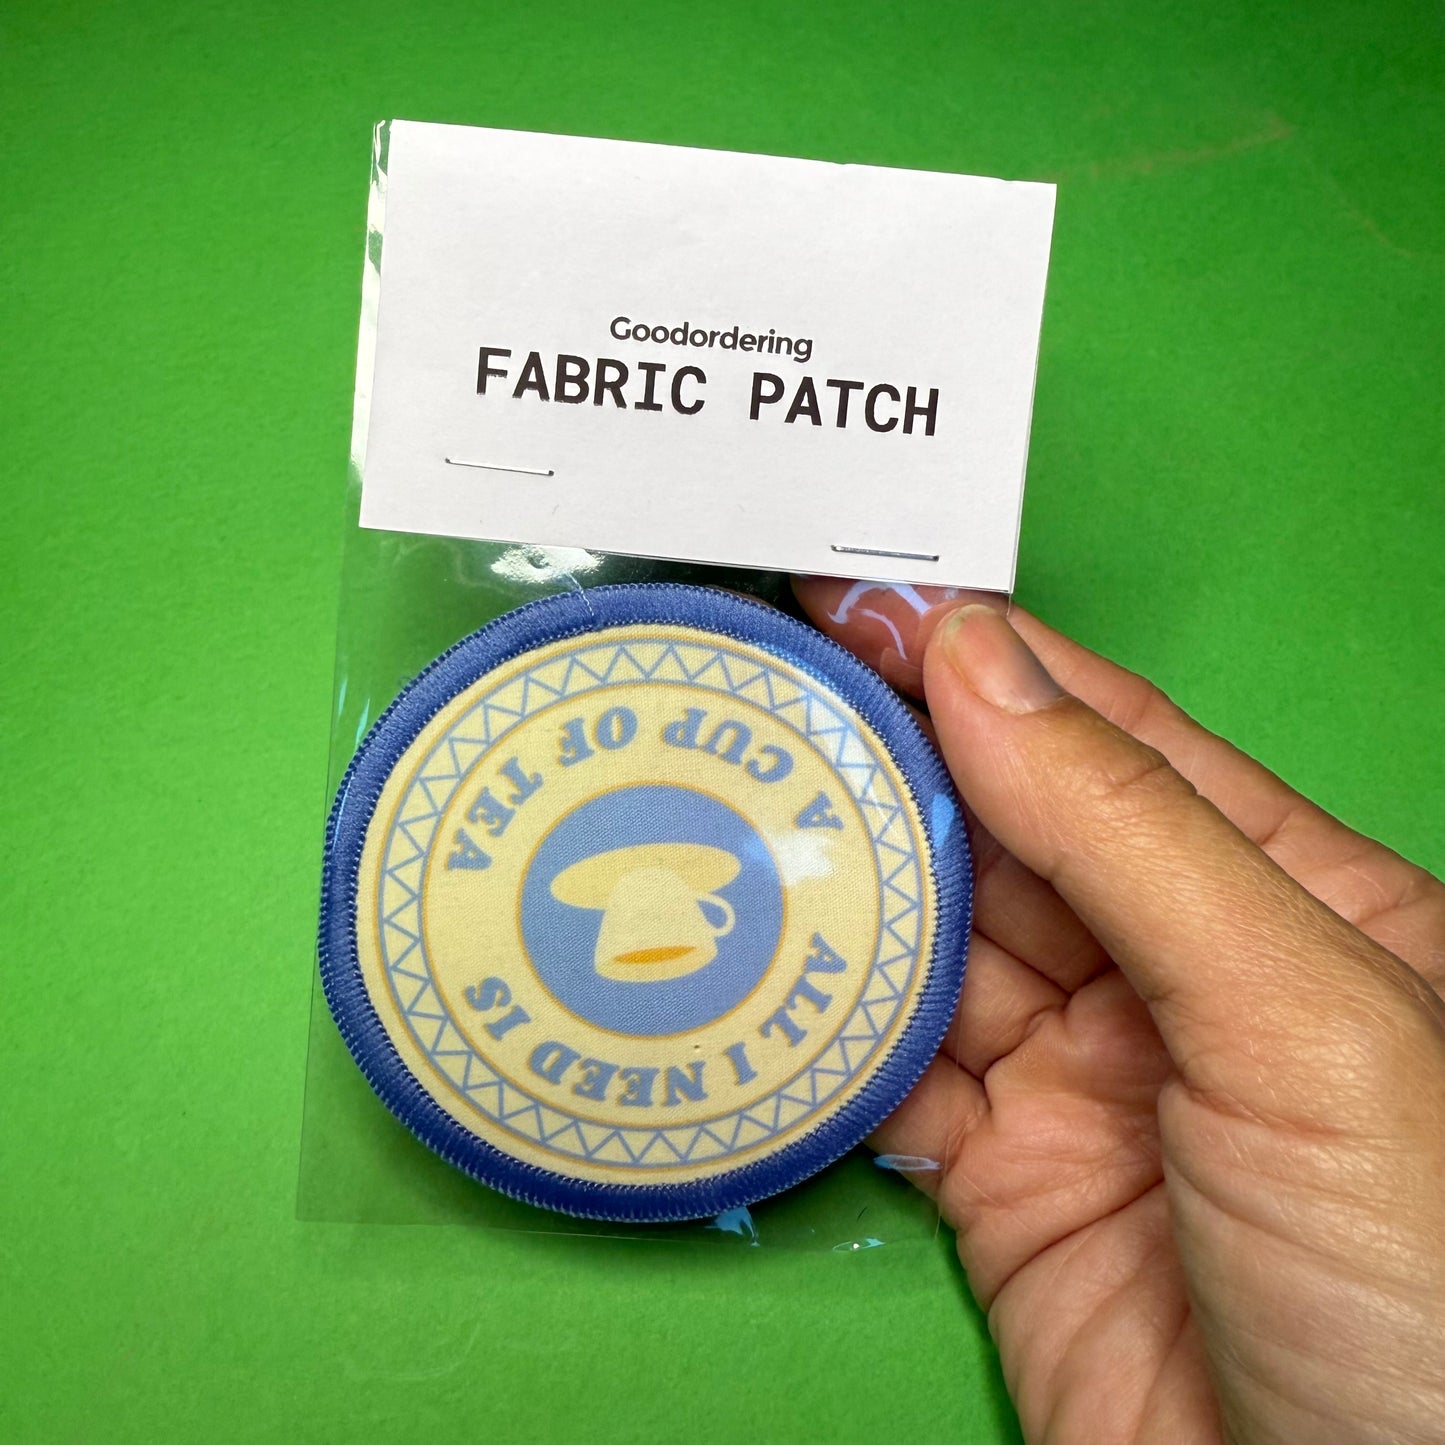 Goodordering
FABRIC PATCH
ALL I NEED IS
A CUP OF TEA